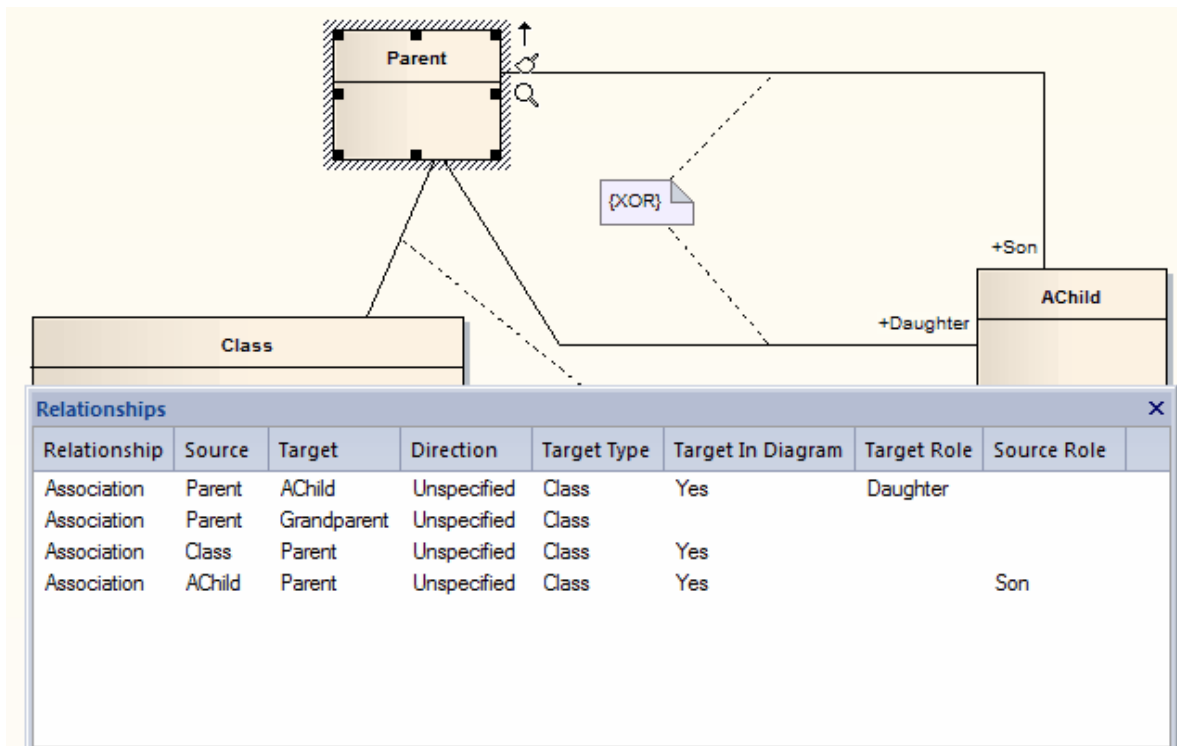 Parent
{XOR}
+Son
AChild
+Daughter
Class
Relationships
Relationship Source Target Direction Target Type Target In Diagram Target Role Source Role
Association Parent AChild Unspecified Class Yes Daughter
Association Parent Grandparent Unspecified Class
Association Class Parent Unspecified Class Yes
Association AChild Parent Unspecified Class Yes Son